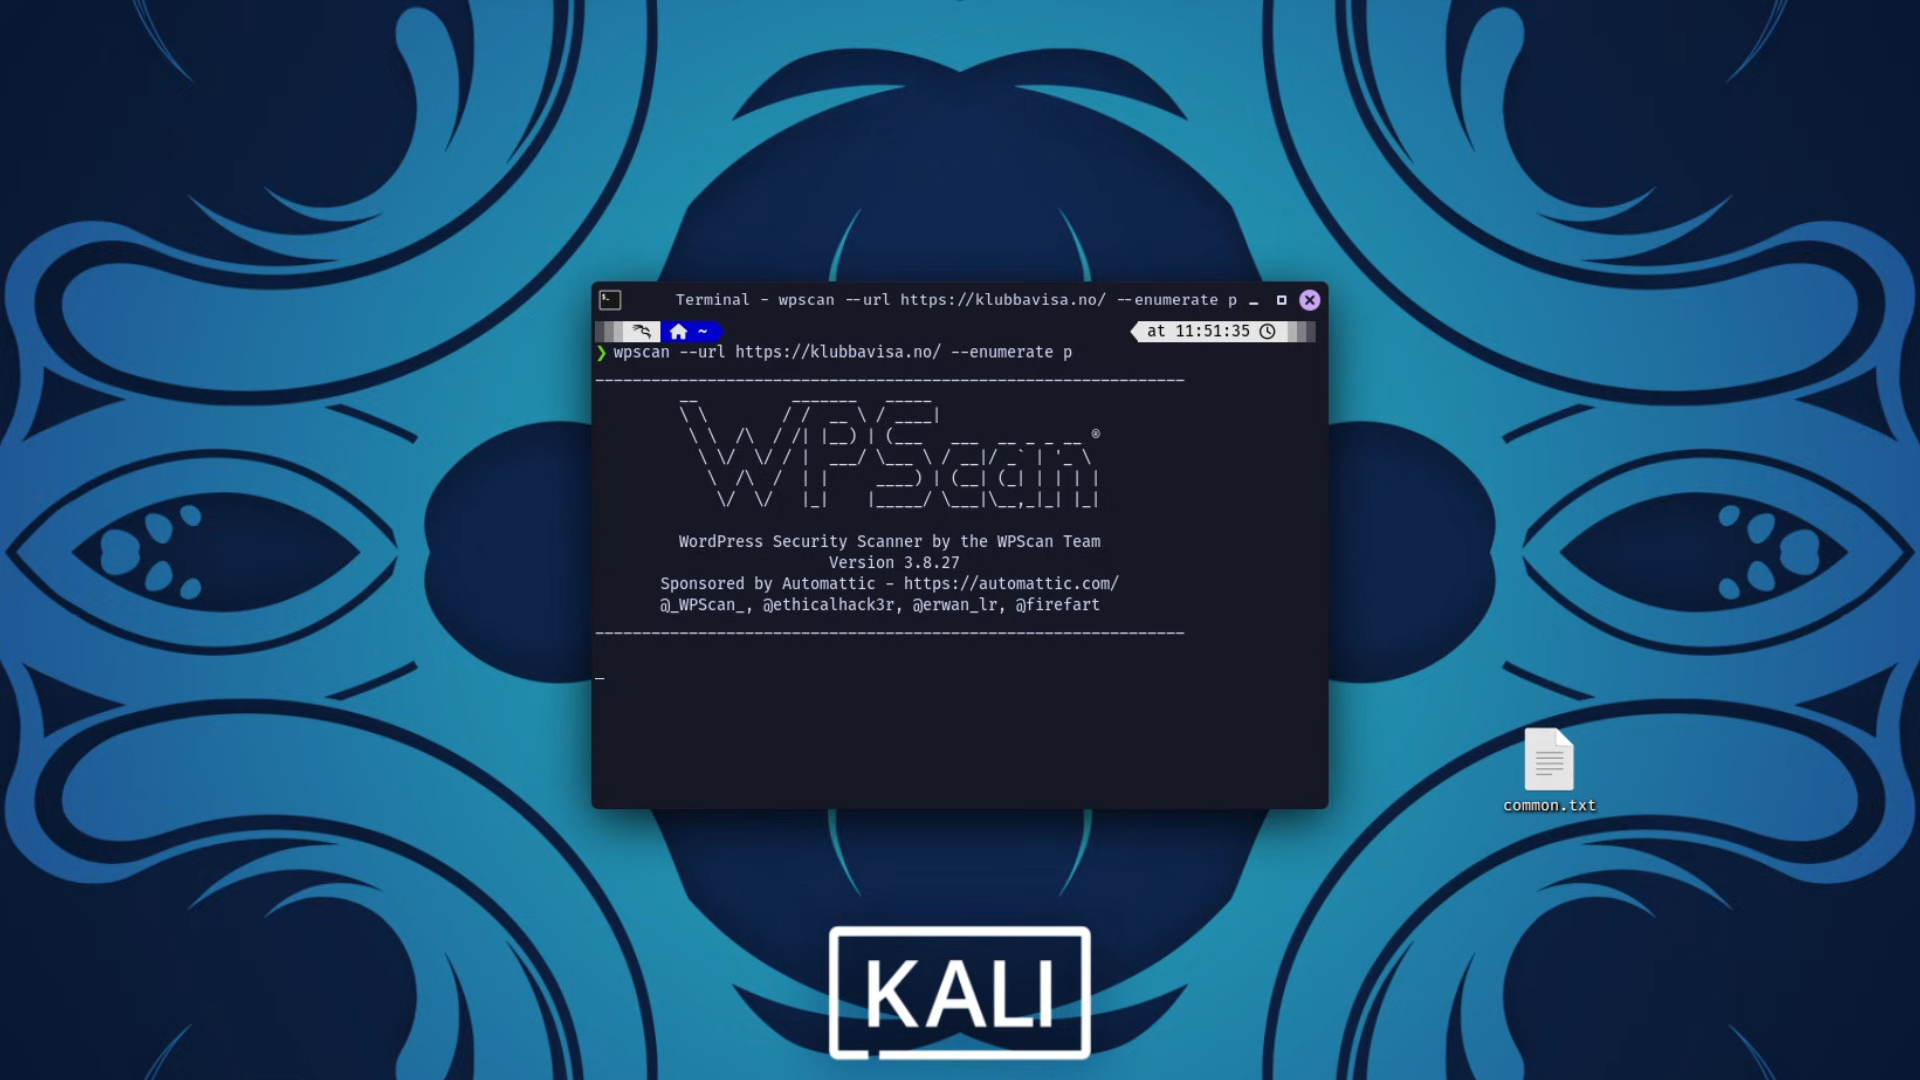 Terminal - wpscan --url https://klubbavisa.no/ --enumerate p
~
at 11:51:35
❯ wpscan --url https://klubbavisa.no/ --enumerate p
WPScan ®
WordPress Security Scanner by the WPScan Team
Version 3.8.27
Sponsored by Automattic - https://automattic.com/
@_WPScan_, @ethicalhack3r, @erwan_lr, @firefart
common.txt
KALI